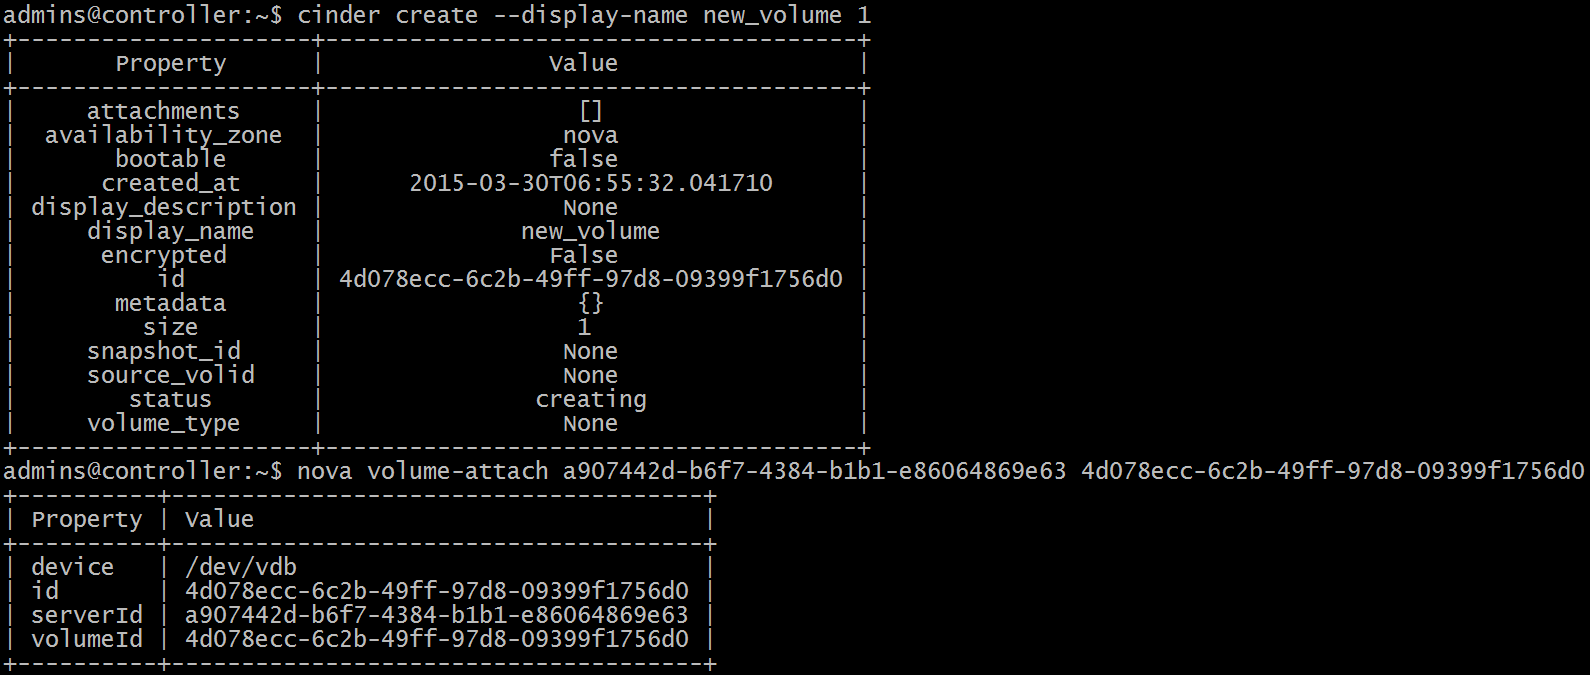 admins@controller:~$ cinder create --display-name new_volume 1
+---------------------+--------------------------------------+
|       Property      |                Value                 |
+---------------------+--------------------------------------+
|     attachments     |                  []                  |
|  availability_zone  |                 nova                 |
|       bootable      |                false                 |
|      created_at     |      2015-03-30T06:55:32.041710      |
| display_description |                 None                 |
|     display_name    |              new_volume              |
|      encrypted      |                False                 |
|          id         | 4d078ecc-6c2b-49ff-97d8-09399f1756d0 |
|       metadata      |                  {}                  |
|         size        |                  1                   |
|     snapshot_id     |                 None                 |
|     source_volid    |                 None                 |
|        status       |               creating               |
|     volume_type     |                 None                 |
+---------------------+--------------------------------------+
admins@controller:~$ nova volume-attach a907442d-b6f7-4384-b1b1-e86064869e63 4d078ecc-6c2b-49ff-97d8-09399f1756d0
+----------+--------------------------------------+
| Property | Value                                |
+----------+--------------------------------------+
| device   | /dev/vdb                             |
| id       | 4d078ecc-6c2b-49ff-97d8-09399f1756d0 |
| serverId | a907442d-b6f7-4384-b1b1-e86064869e63 |
| volumeId | 4d078ecc-6c2b-49ff-97d8-09399f1756d0 |
+----------+--------------------------------------+